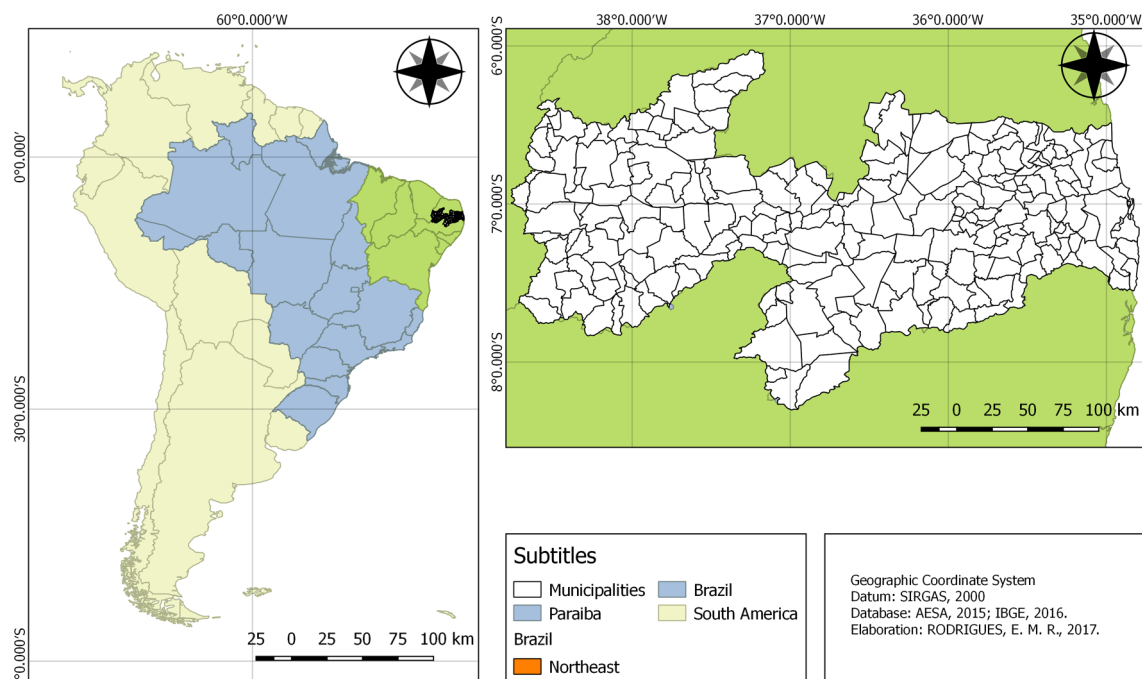 60°0.000'W
38°0.000'W 37°0.000'W 36°0.000'W 35°0.000'W
6°0.000'S
0°0.000'
7°0.000'S
8°0.000'S
30°0.000'S
60°0.000'S
25 0 25 50 75 100 km
25 0 25 50 75 100 km
Subtitles
Municipalities Brazil
Paraiba South America
Brazil
Northeast
Geographic Coordinate System
Datum: SIRGAS, 2000
Database: AESA, 2015; IBGE, 2016.
Elaboration: RODRIGUES, E. M. R., 2017.